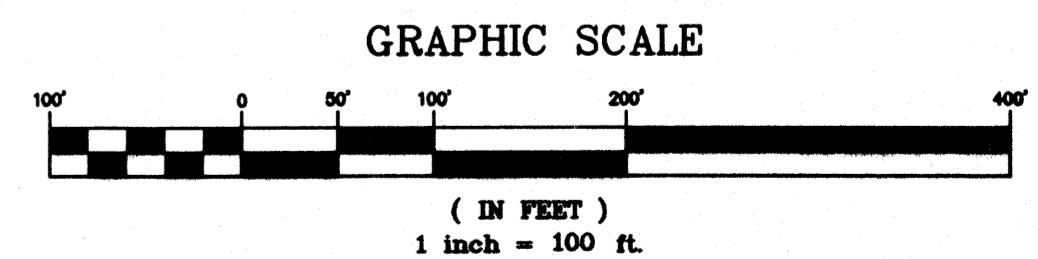 GRAPHIC SCALE
100' 0 50' 100' 200' 400'
( IN FEET )
1 inch = 100 ft.